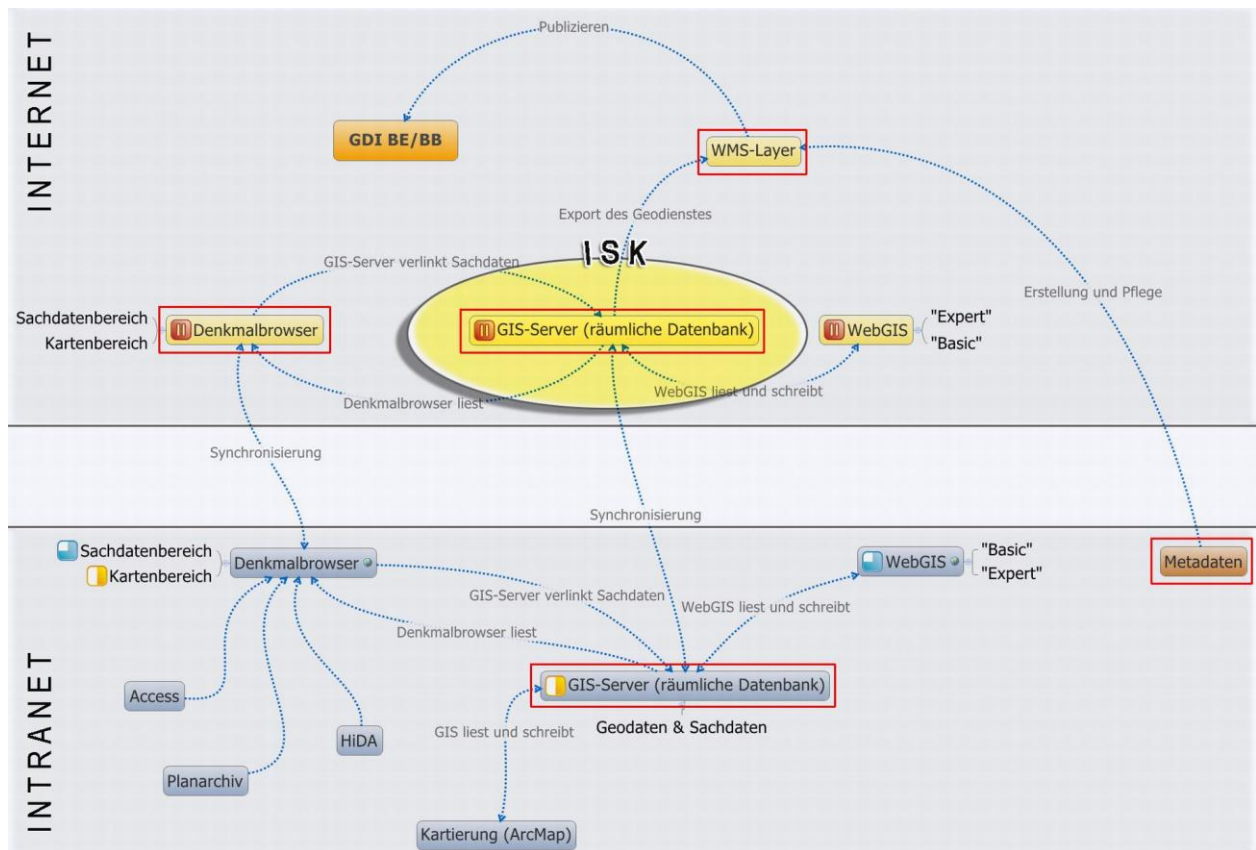 INTERNET
Publizieren
GDI BE/BB
WMS-Layer
Export des Geodienstes
ISK
GIS-Server verlinkt Sachdaten
Erstellung und Pflege
Sachdatenbereich
Kartenbereich
Denkmalbrowser
GIS-Server (räumliche Datenbank)
WebGIS
"Expert"
"Basic"
Denkmalbrowser liest
WebGIS liest und schreibt
Synchronisierung
Synchronisierung
INTRANET
Sachdatenbereich
Kartenbereich
Denkmalbrowser
WebGIS
"Basic"
"Expert"
Metadaten
GIS-Server verlinkt Sachdaten
WebGIS liest und schreibt
Denkmalbrowser liest
GIS-Server (räumliche Datenbank)
Geodaten & Sachdaten
Access
GIS liest und schreibt
HiDA
Planarchiv
Kartierung (ArcMap)